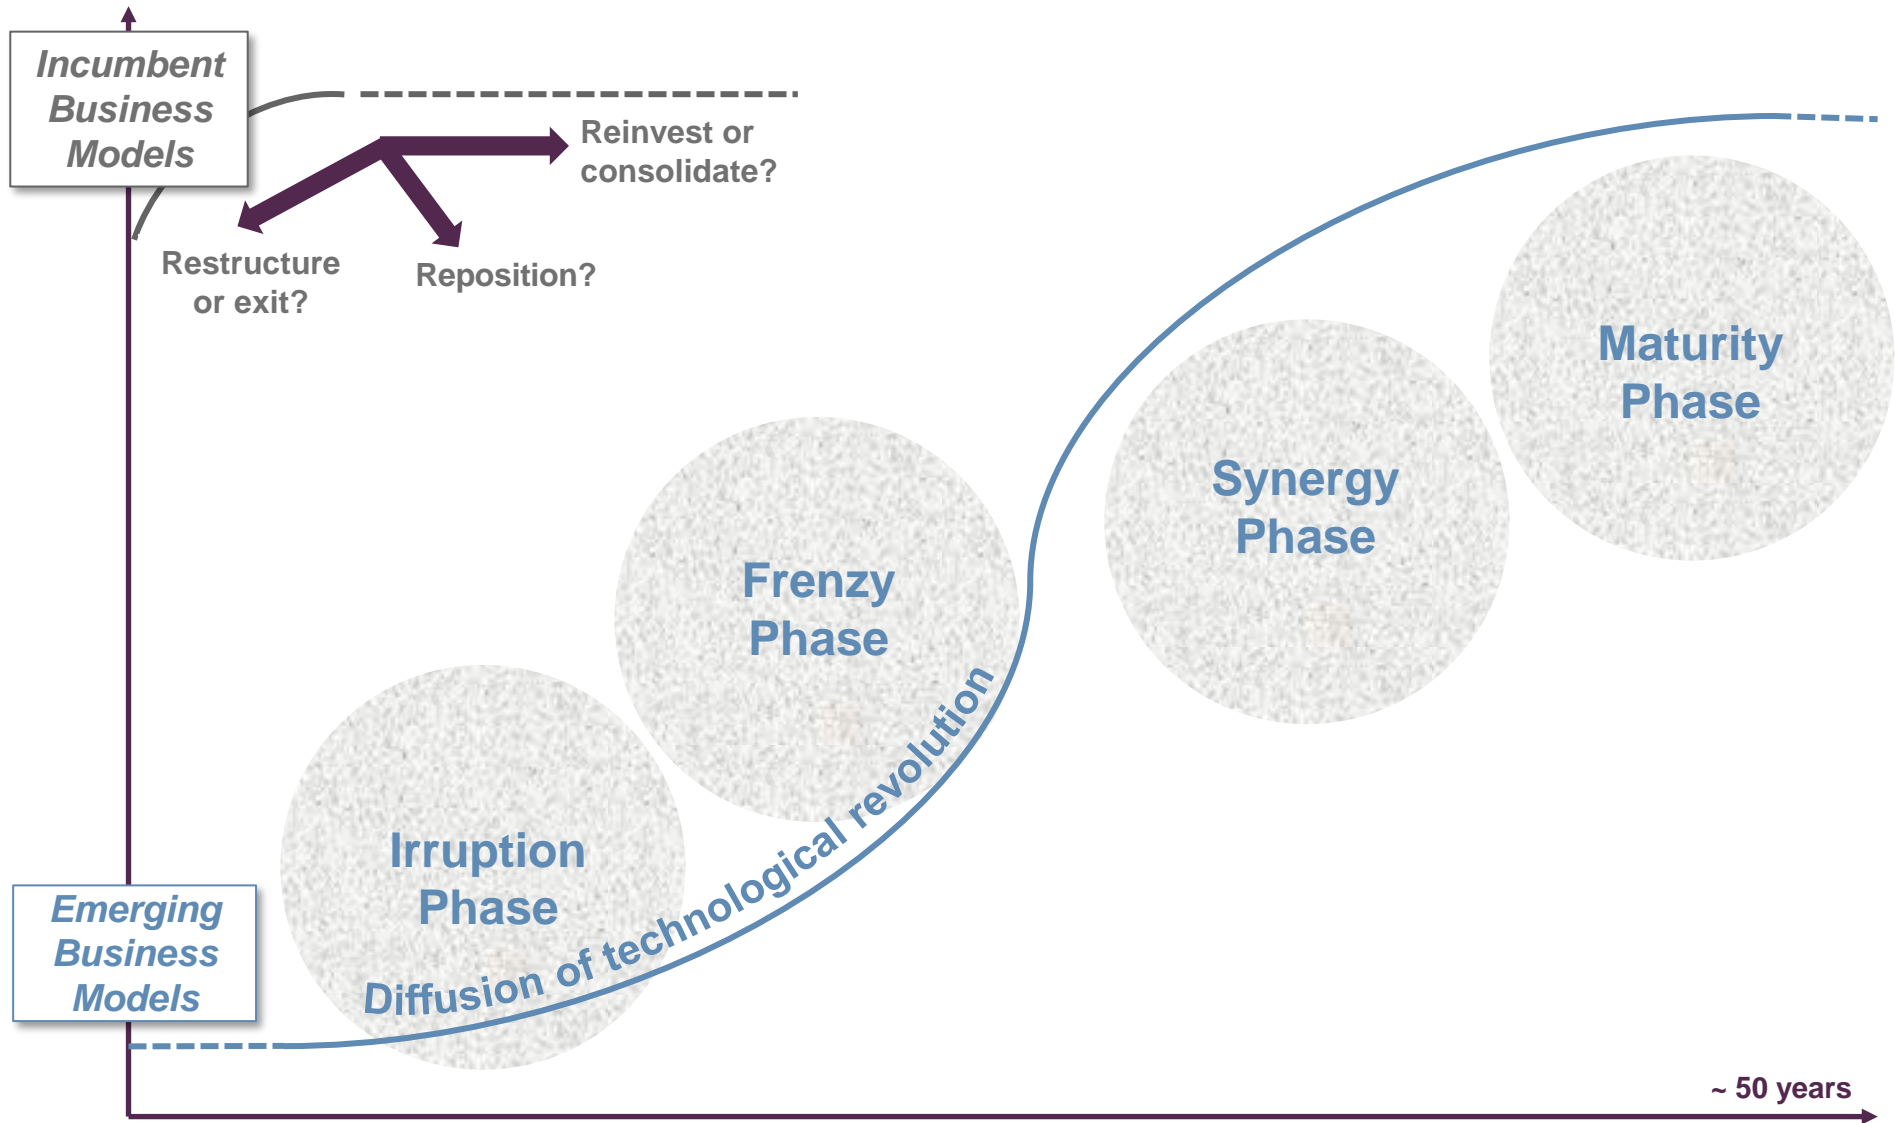 Incumbent
Business
Models
Reinvest or
consolidate?
Restructure
or exit?
Reposition?
Maturity
Phase
Synergy
Phase
Frenzy
Phase
Irruption
Phase
Diffusion of technological revolution
Emerging
Business
Models
~ 50 years